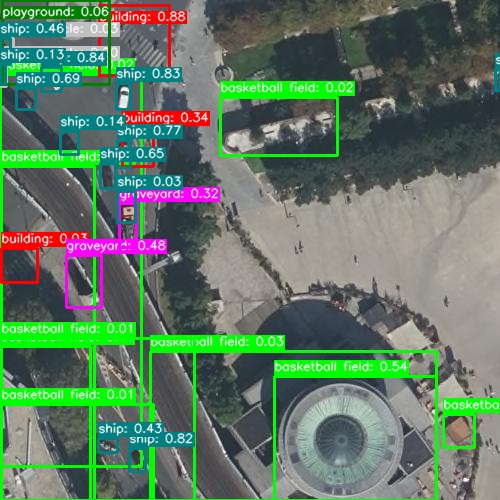 playground: 0.06
building: 0.88
ship: 0.46
ship: 0.13
0.84
ship: 0.69
ship: 0.83
basketball field: 0.02
ship: 0.14
building: 0.34
ship: 0.77
basketball field:
ship: 0.65
ship: 0.03
graveyard: 0.32
building: 0.03
graveyard: 0.48
basketball field: 0.01
basketball field: 0.03
basketball field: 0.54
basketball field: 0.01
basketba
ship: 0.43
ship: 0.82